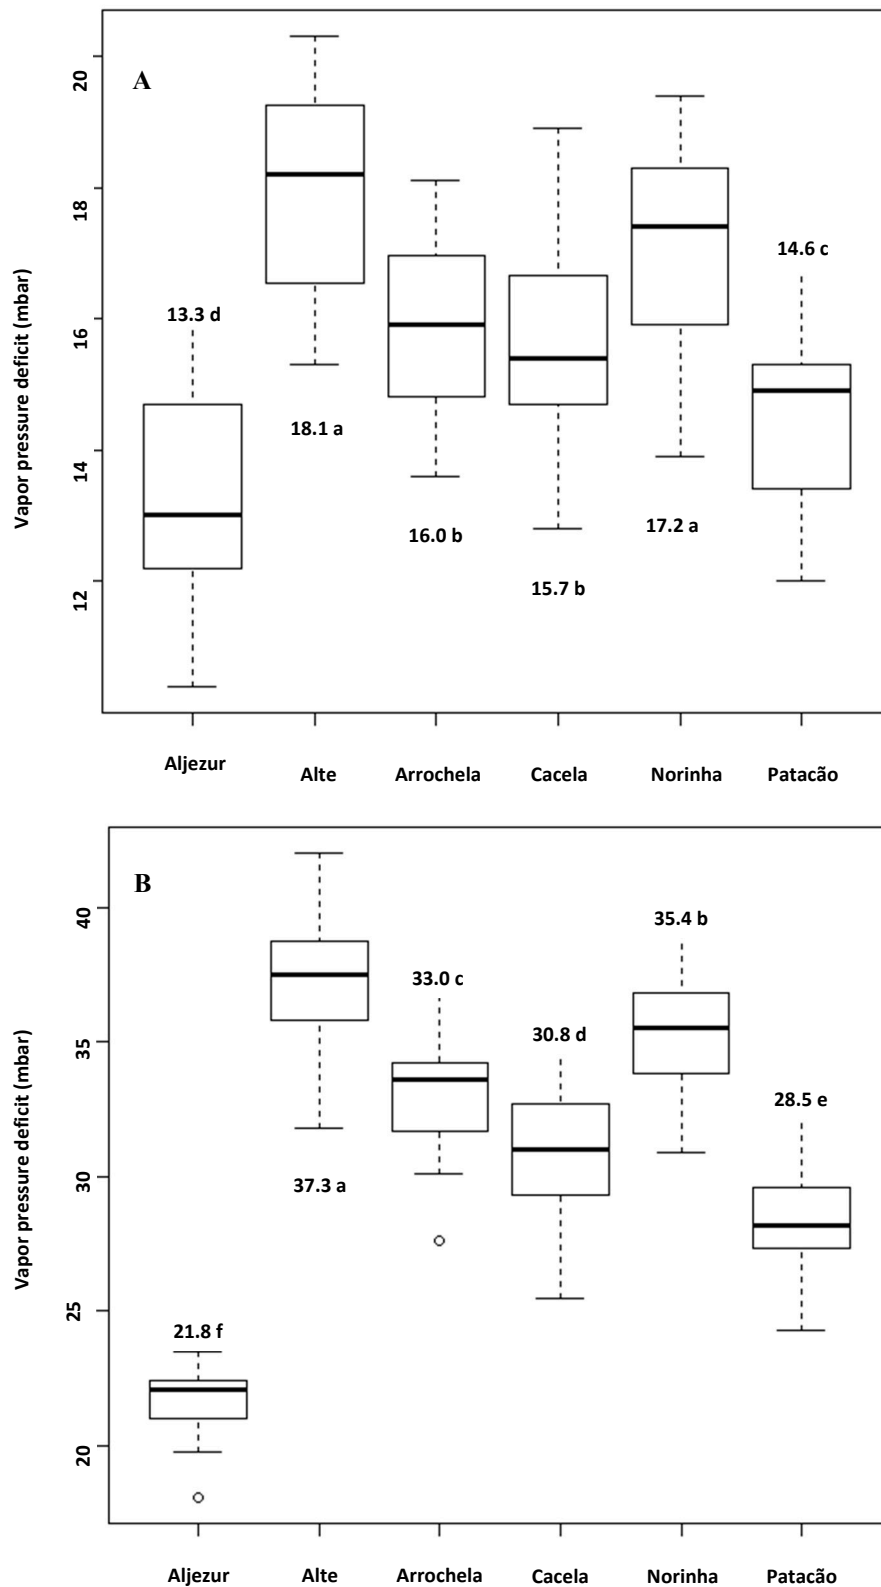 A
Vapor pressure deficit (mbar)
20
18
16
14
12
13.3 d
18.1 a
16.0 b
15.7 b
17.2 a
14.6 c
Aljezur
Alte
Arrochela
Cacela
Norinha
Patacão
B
Vapor pressure deficit (mbar)
40
35
30
25
20
21.8 f
37.3 a
33.0 c
30.8 d
35.4 b
28.5 e
Aljezur
Alte
Arrochela
Cacela
Norinha
Patacão